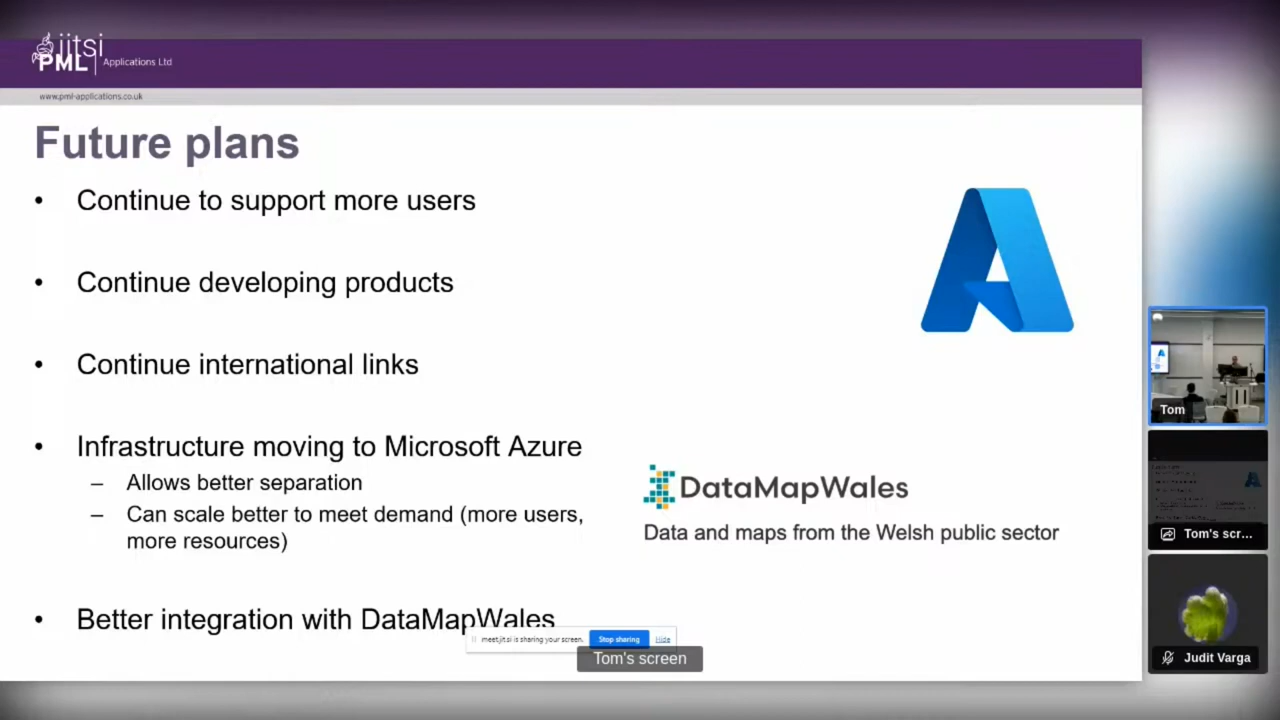 jitsi
PML Applications Ltd
www.pml-applications.co.uk
Future plans
• Continue to support more users
• Continue developing products
• Continue international links
• Infrastructure moving to Microsoft Azure
– Allows better separation
– Can scale better to meet demand (more users,
more resources)
• Better integration with DataMapWales
DataMapWales
Data and maps from the Welsh public sector
meet.jit.si is sharing your screen. Stop sharing Hide
Tom's screen
Tom
Tom's scr...
Judit Varga